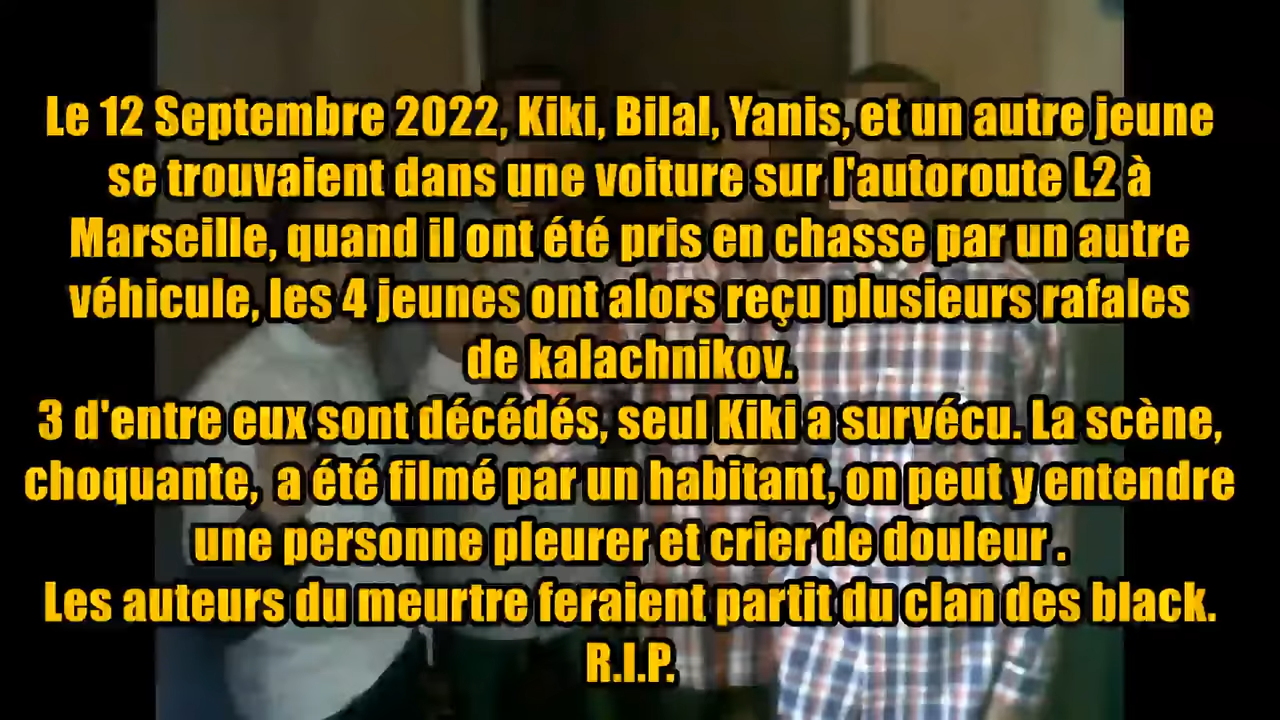 Le 12 Septembre 2022, Kiki, Bilal, Yanis, et un autre jeune
se trouvaient dans une voiture sur l'autoroute L2 à
Marseille, quand il ont été pris en chasse par un autre
véhicule, les 4 jeunes ont alors reçu plusieurs rafales
de kalachnikov.
3 d'entre eux sont décédés, seul Kiki a survécu. La scène,
choquante, a été filmé par un habitant, on peut y entendre
une personne pleurer et crier de douleur .
Les auteurs du meurtre feraient partit du clan des black.
R.I.P.